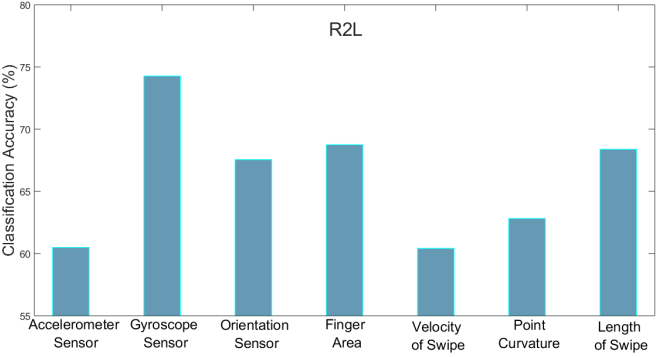 R2L
Classification Accuracy (%)
80
75
70
65
60
55
Accelerometer
Sensor
Gyroscope
Sensor
Orientation
Sensor
Finger
Area
Velocity
of Swipe
Point
Curvature
Length
of Swipe